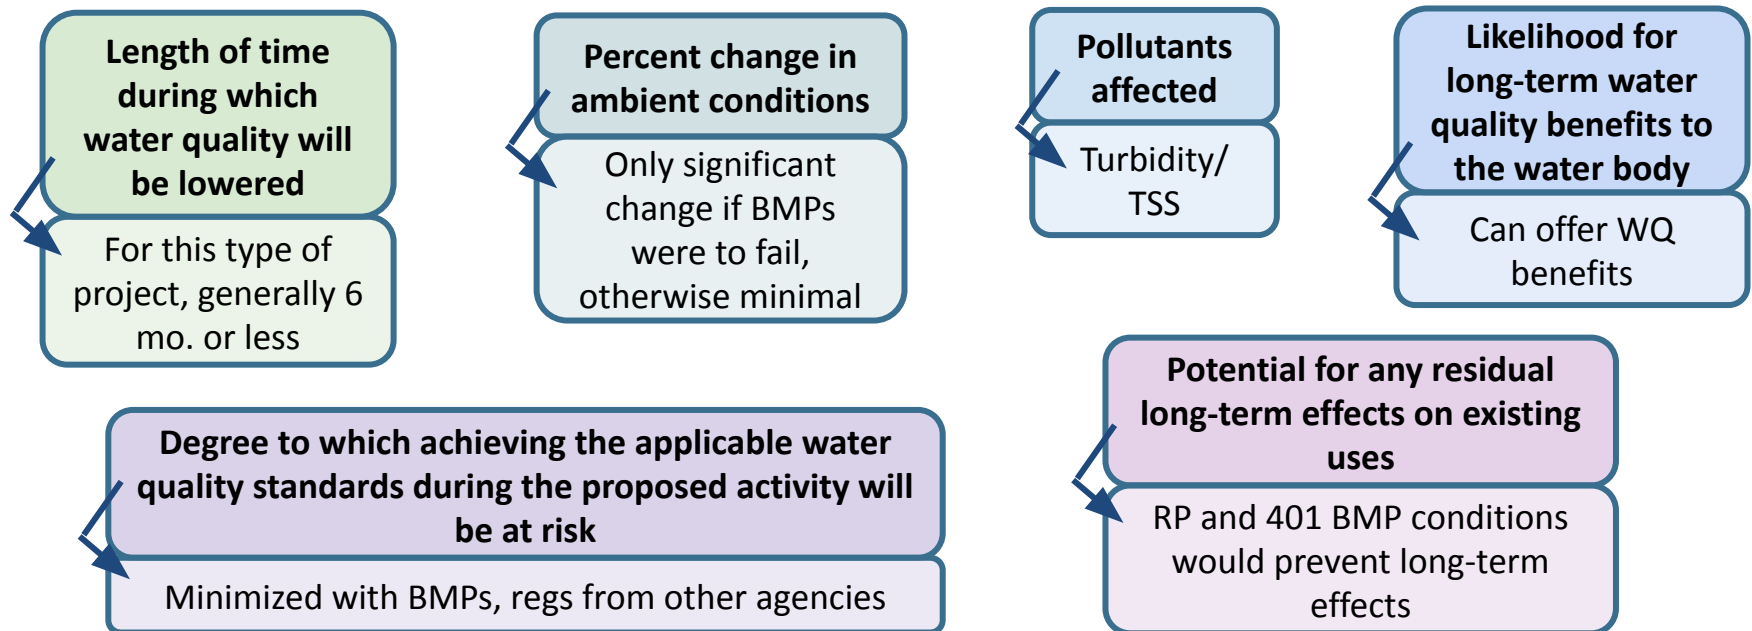 Length of time
during which
water quality will
be lowered
For this type of
project, generally 6
mo. or less
Percent change in
ambient conditions
Only significant
change if BMPs
were to fail,
otherwise minimal
Pollutants
affected
Turbidity/
TSS
Likelihood for
long-term water
quality benefits to
the water body
Can offer WQ
benefits
Degree to which achieving the applicable water
quality standards during the proposed activity will
be at risk
Minimized with BMPs, regs from other agencies
Potential for any residual
long-term effects on existing
uses
RP and 401 BMP conditions
would prevent long-term
effects